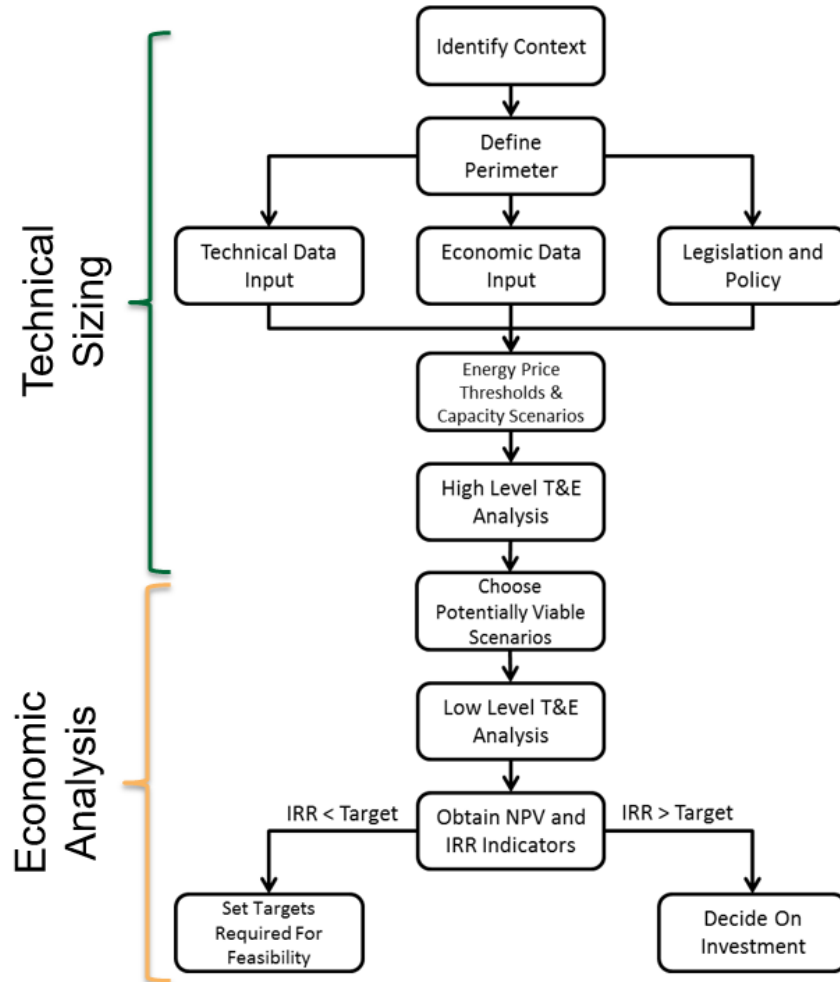 Identify Context
Define
Perimeter
Technical Data
Input
Economic Data
Input
Legislation and
Policy
Technical
Sizing
Energy Price
Thresholds &
Capacity Scenarios
High Level T&E
Analysis
Choose
Potentially Viable
Scenarios
Low Level T&E
Analysis
Economic
Analysis
IRR < Target
Obtain NPV and
IRR Indicators
IRR > Target
Set Targets
Required For
Feasibility
Decide On
Investment